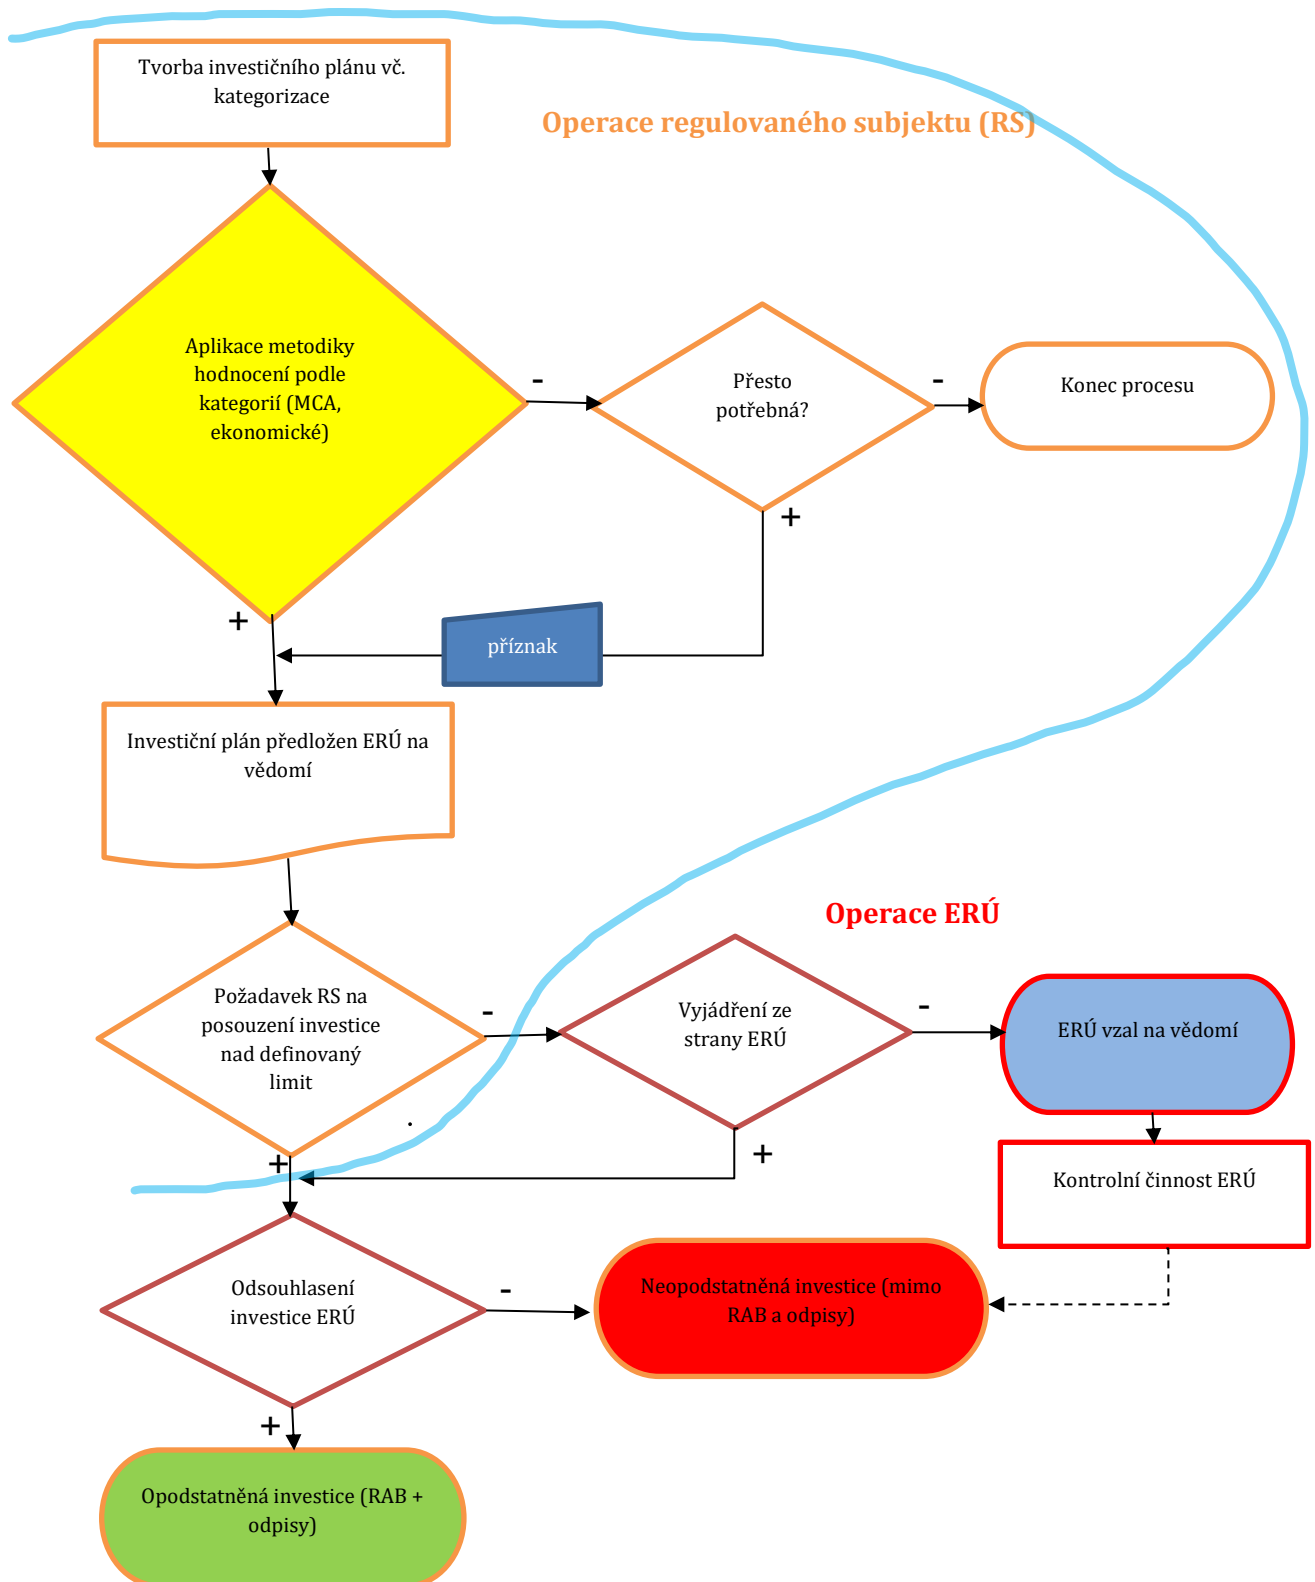 Tvorba investičního plánu vč.
kategorizace
Operace regulovaného subjektu (RS)
Aplikace metodiky
hodnocení podle
kategorií (MCA,
ekonomické)
-
Přesto
potřebná?
-
Konec procesu
+
+
příznak
Investiční plán předložen ERÚ na
vědomí
Operace ERÚ
Požadavek RS na
posouzení investice
nad definovaný
limit
-
Vyjádření ze
strany ERÚ
-
ERÚ vzal na vědomí
.
+
+
Kontrolní činnost ERÚ
Odsouhlasení
investice ERÚ
-
Neopodstatněná investice (mimo
RAB a odpisy)
+
Opodstatněná investice (RAB +
odpisy)